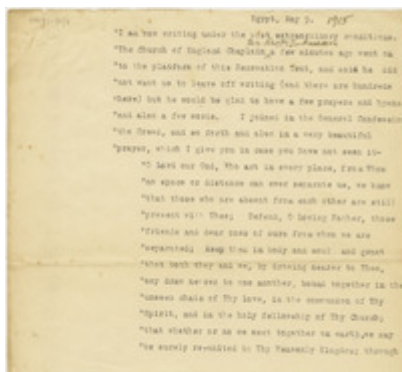 Egypt, May 9. 1915
"I am now writing under the most extraordinary conditions.
"The Church of England Chaplain a few minutes ago went on
"to the platform of this Recreation Tent, and said he did
"not want us to leave off writing (and there are hundreds
"here) but he would be glad to have a few prayers and hymns
"and also a few words. I joined in the General Confession
"the Creed, and so forth and also in a very beautiful
"prayer, which I give you in case you have not seen it-
"O Lord our God, Who art in every place, from Whom
"no space or distance can ever separate us, we know
"that those who are absent from each other are still
"present with Thee; Defend, O Loving Father, those
"friends and dear ones of ours from whom we are
"separated; keep them in body and soul and grant
"that both they and we, by drawing nearer to Thee,
"may draw nearer to one another, bound together in the
"unseen chain of Thy love, in the communion of Thy
"Spirit, and in the holy fellowship of Thy Church;
"that whether or no we meet together on earth, we may
"be surely re-united in Thy Heavenly Kingdom; through